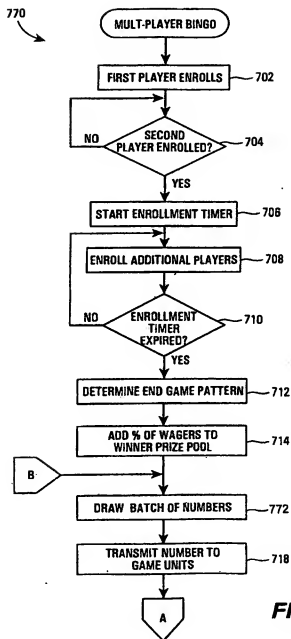 770
MULT-PLAYER BINGO
FIRST PLAYER ENROLLS
702
SECOND
PLAYER ENROLLED?
704
NO
YES
START ENROLLMENT TIMER
706
ENROLL ADDITIONAL PLAYERS
708
ENROLLMENT
TIMER
EXPIRED?
710
NO
YES
DETERMINE END GAME PATTERN
712
ADD % OF WAGERS TO
WINNER PRIZE POOL
714
B
DRAW BATCH OF NUMBERS
772
TRANSMIT NUMBER TO
GAME UNITS
718
A